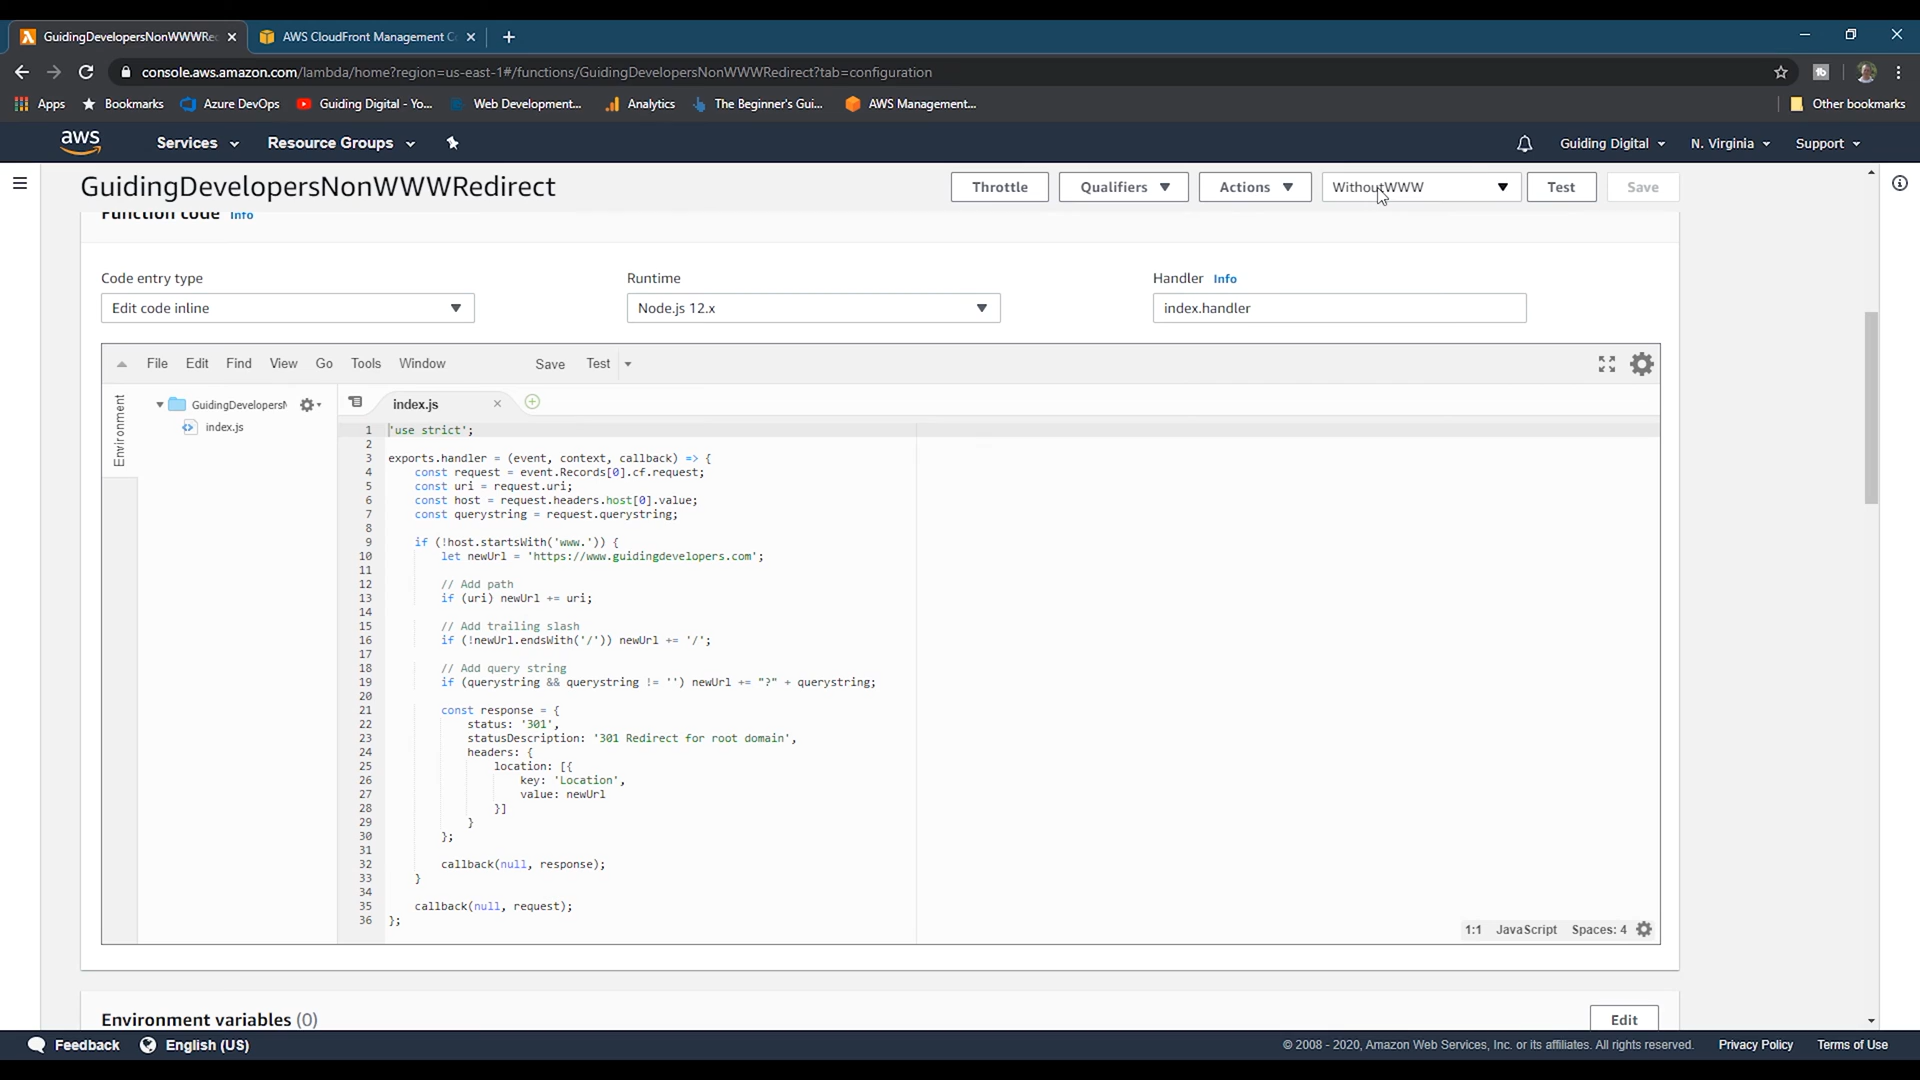 GuidingDevelopersNonWWWRe
AWS CloudFront Management C
console.aws.amazon.com/lambda/home?region=us-east-1#/functions/GuidingDevelopersNonWWWRedirect?tab=configuration
Apps Bookmarks Azure DevOps Guiding Digital - Yo... Web Development... Analytics The Beginner's Gui... AWS Management... Other bookmarks
aws Services Resource Groups Guiding Digital N. Virginia Support
GuidingDevelopersNonWWWRedirect Throttle Qualifiers Actions WithoutWWW Test Save
Function code Info
Code entry type Runtime Handler Info
Edit code inline Node.js 12.x index.handler
File Edit Find View Go Tools Window Save Test
Environment
GuidingDevelopersN
index.js
index.js
1 'use strict';
2
3 exports.handler = (event, context, callback) => {
4 const request = event.Records[0].cf.request;
5 const uri = request.uri;
6 const host = request.headers.host[0].value;
7 const querystring = request.querystring;
8
9 if (!host.startsWith('www.')) {
10 let newUrl = 'https://www.guidingdevelopers.com';
11
12 // Add path
13 if (uri) newUrl += uri;
14
15 // Add trailing slash
16 if (!newUrl.endsWith('/')) newUrl += '/';
17
18 // Add query string
19 if (querystring && querystring != '') newUrl += "?" + querystring;
20
21 const response = {
22 status: '301',
23 statusDescription: '301 Redirect for root domain',
24 headers: {
25 location: [{
26 key: 'Location',
27 value: newUrl
28 }]
29 }
30 };
31
32 callback(null, response);
33 }
34
35 callback(null, request);
36 };
1:1 JavaScript Spaces: 4
Environment variables (0) Edit
Feedback English (US) © 2008 - 2020, Amazon Web Services, Inc. or its affiliates. All rights reserved. Privacy Policy Terms of Use